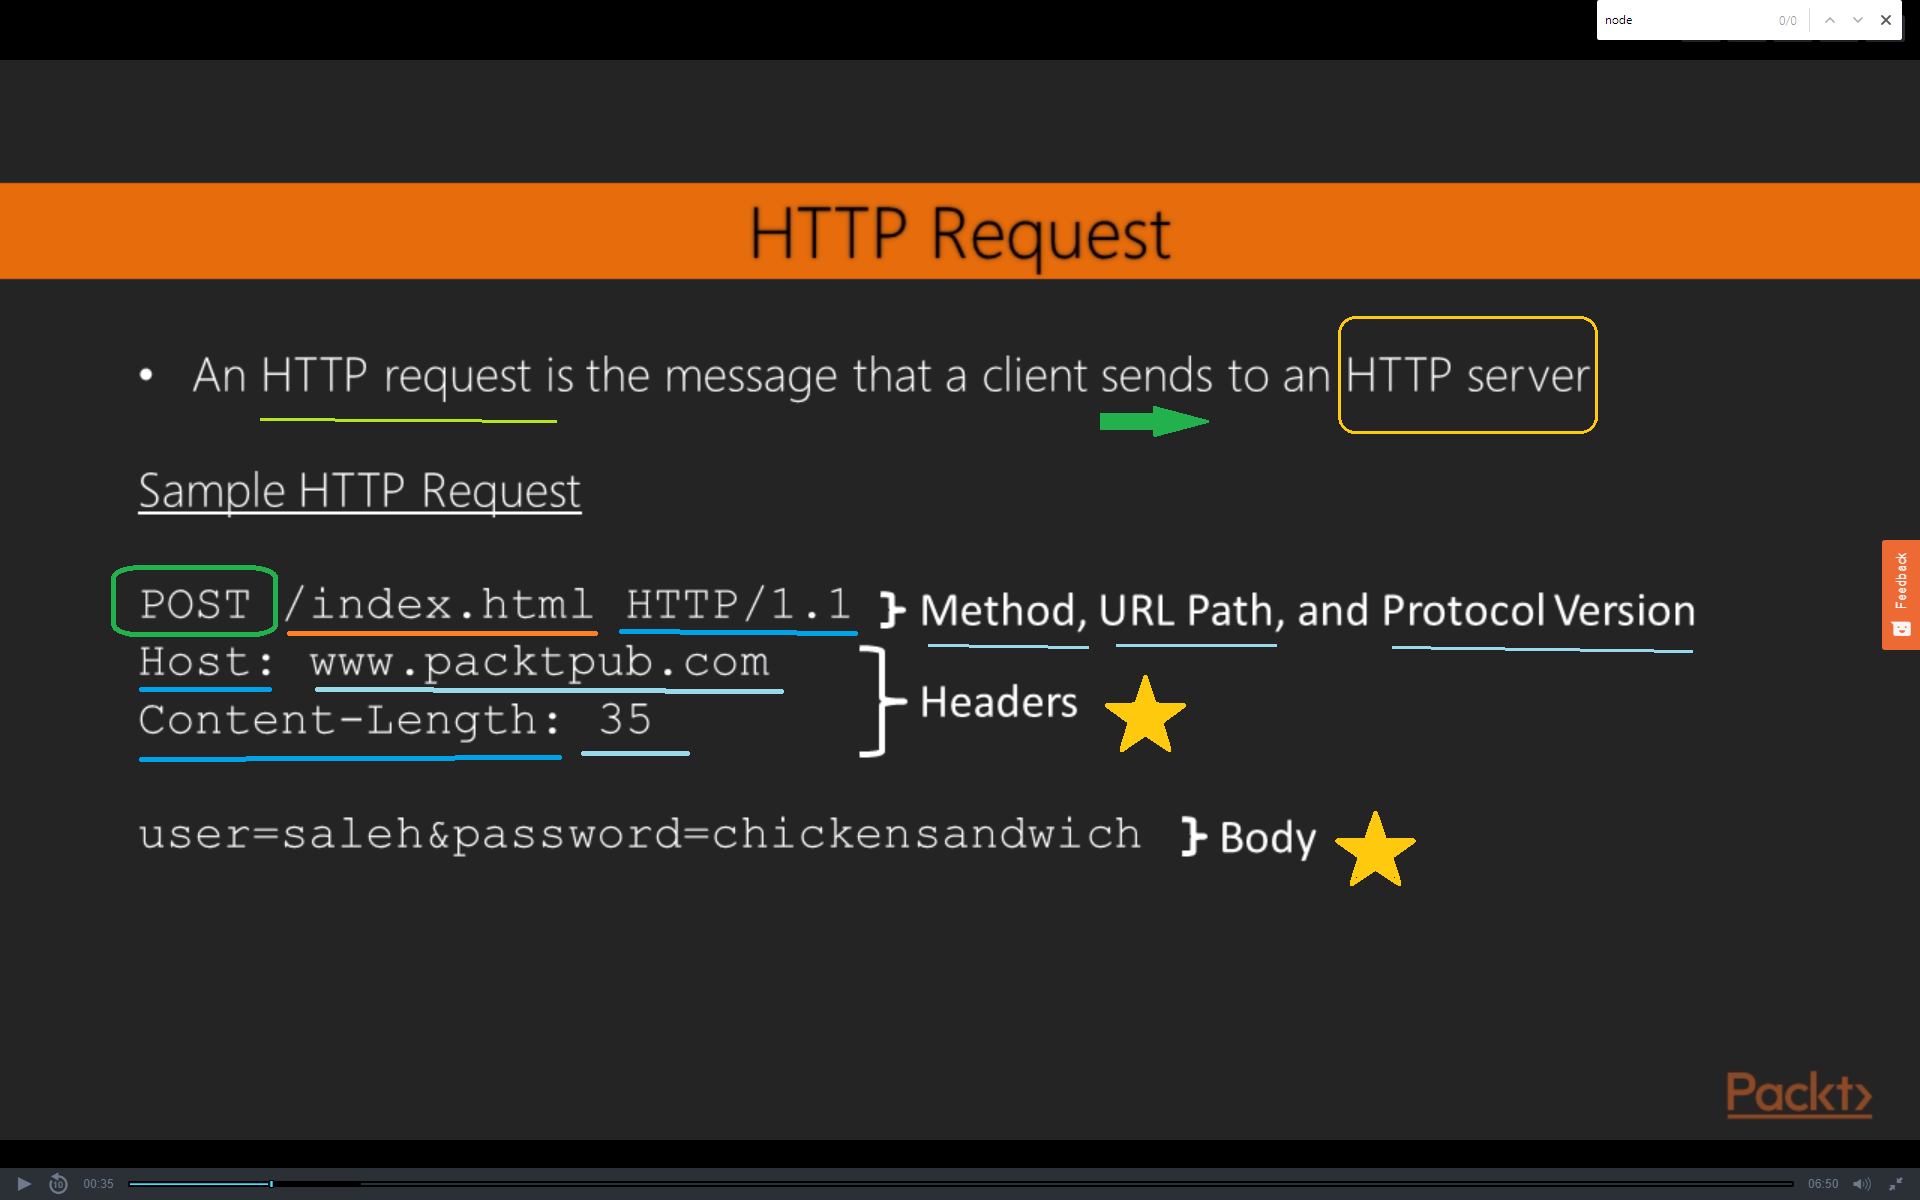 node 0/0
HTTP Request
• An HTTP request is the message that a client sends to an HTTP server
Sample HTTP Request
POST /index.html HTTP/1.1 } Method, URL Path, and Protocol Version
Host: www.packtpub.com
Content-Length: 35
} Headers
user=saleh&password=chickensandwich } Body
Feedback
Packt>
10 00:35 06:50